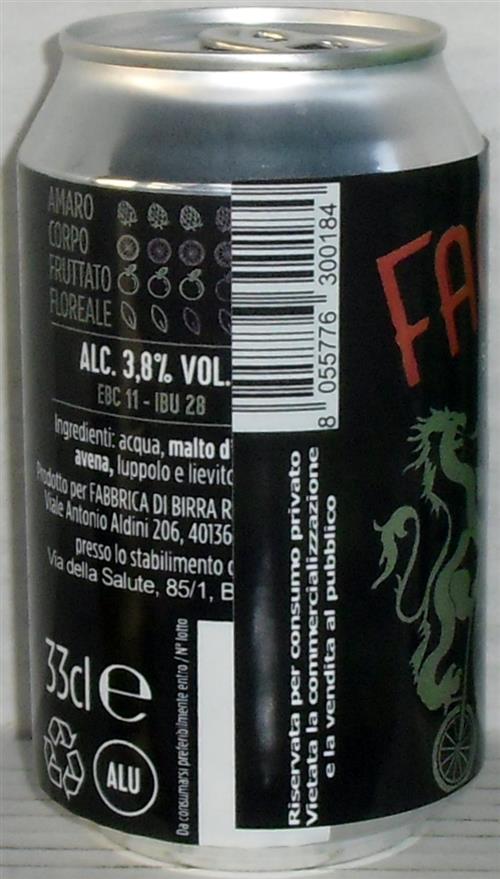 AMARO
CORPO
FRUTTATO
FLOREALE
ALC. 3,8% VOL.
EBC 11 - IBU 28
Ingredienti: acqua, malto d'
avena, luppolo e lievito
Prodotto per FABBRICA DI BIRRA R
Viale Antonio Aldini 206, 40136
presso lo stabilimento
Via della Salute, 85/1, B
33cl e
ALU
Da consumarsi preferibilmente entro / N° lotto
8 055776 300184
Riservata per consumo privato
Vietata la commercializzazione
e la vendita al pubblico
FA